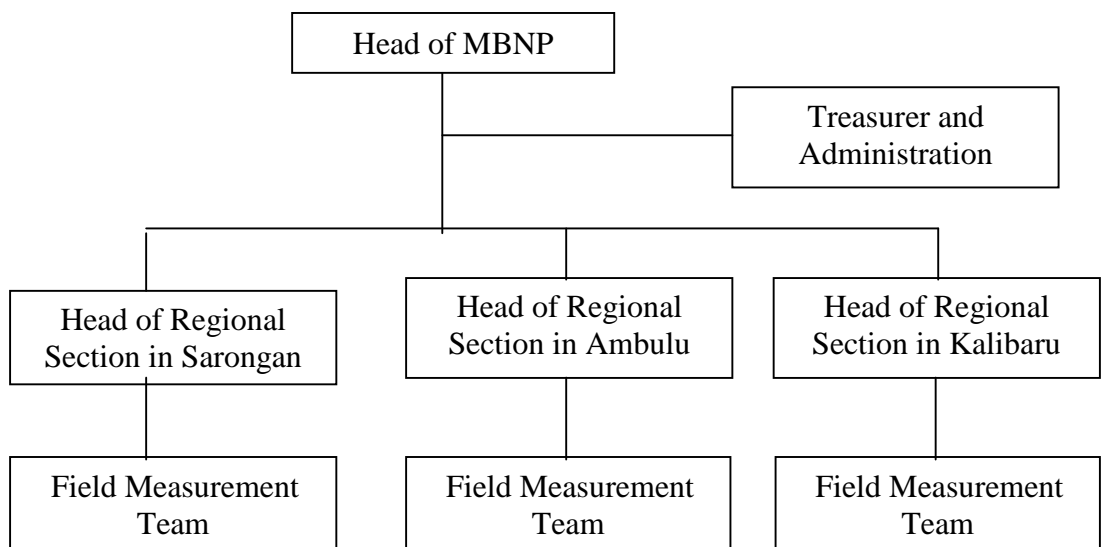 Head of MBNP
Treasurer and
Administration
Head of Regional
Section in Sarongan
Head of Regional
Section in Ambulu
Head of Regional
Section in Kalibaru
Field Measurement
Team
Field Measurement
Team
Field Measurement
Team